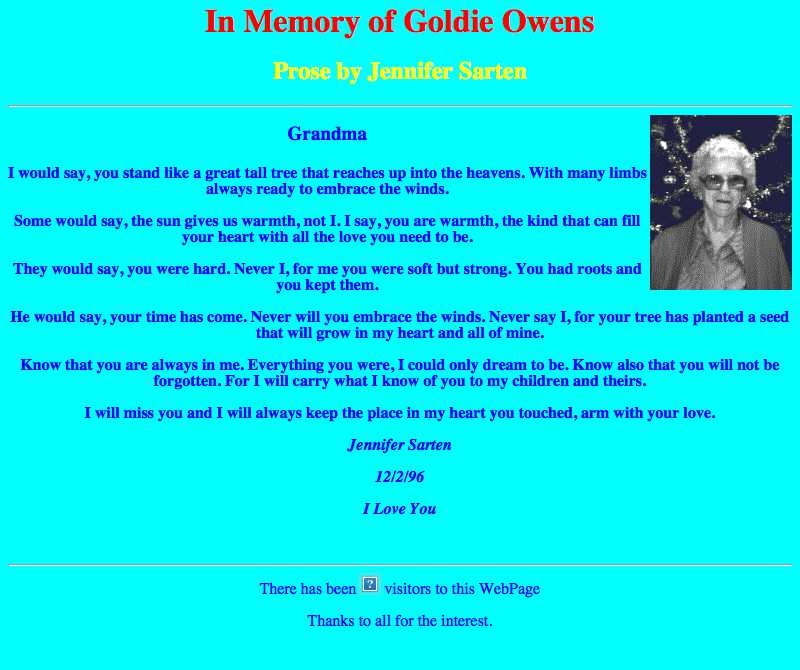 In Memory of Goldie Owens
Prose by Jennifer Sarten
Grandma
I would say, you stand like a great tall tree that reaches up into the heavens. With many limbs
always ready to embrace the winds.
Some would say, the sun gives us warmth, not I. I say, you are warmth, the kind that can fill
your heart with all the love you need to be.
They would say, you were hard. Never I, for me you were soft but strong. You had roots and
you kept them.
He would say, your time has come. Never will you embrace the winds. Never say I, for your tree has planted a seed
that will grow in my heart and all of mine.
Know that you are always in me. Everything you were, I could only dream to be. Know also that you will not be
forgotten. For I will carry what I know of you to my children and theirs.
I will miss you and I will always keep the place in my heart you touched, arm with your love.
Jennifer Sarten
12/2/96
I Love You
There has been ? visitors to this WebPage
Thanks to all for the interest.